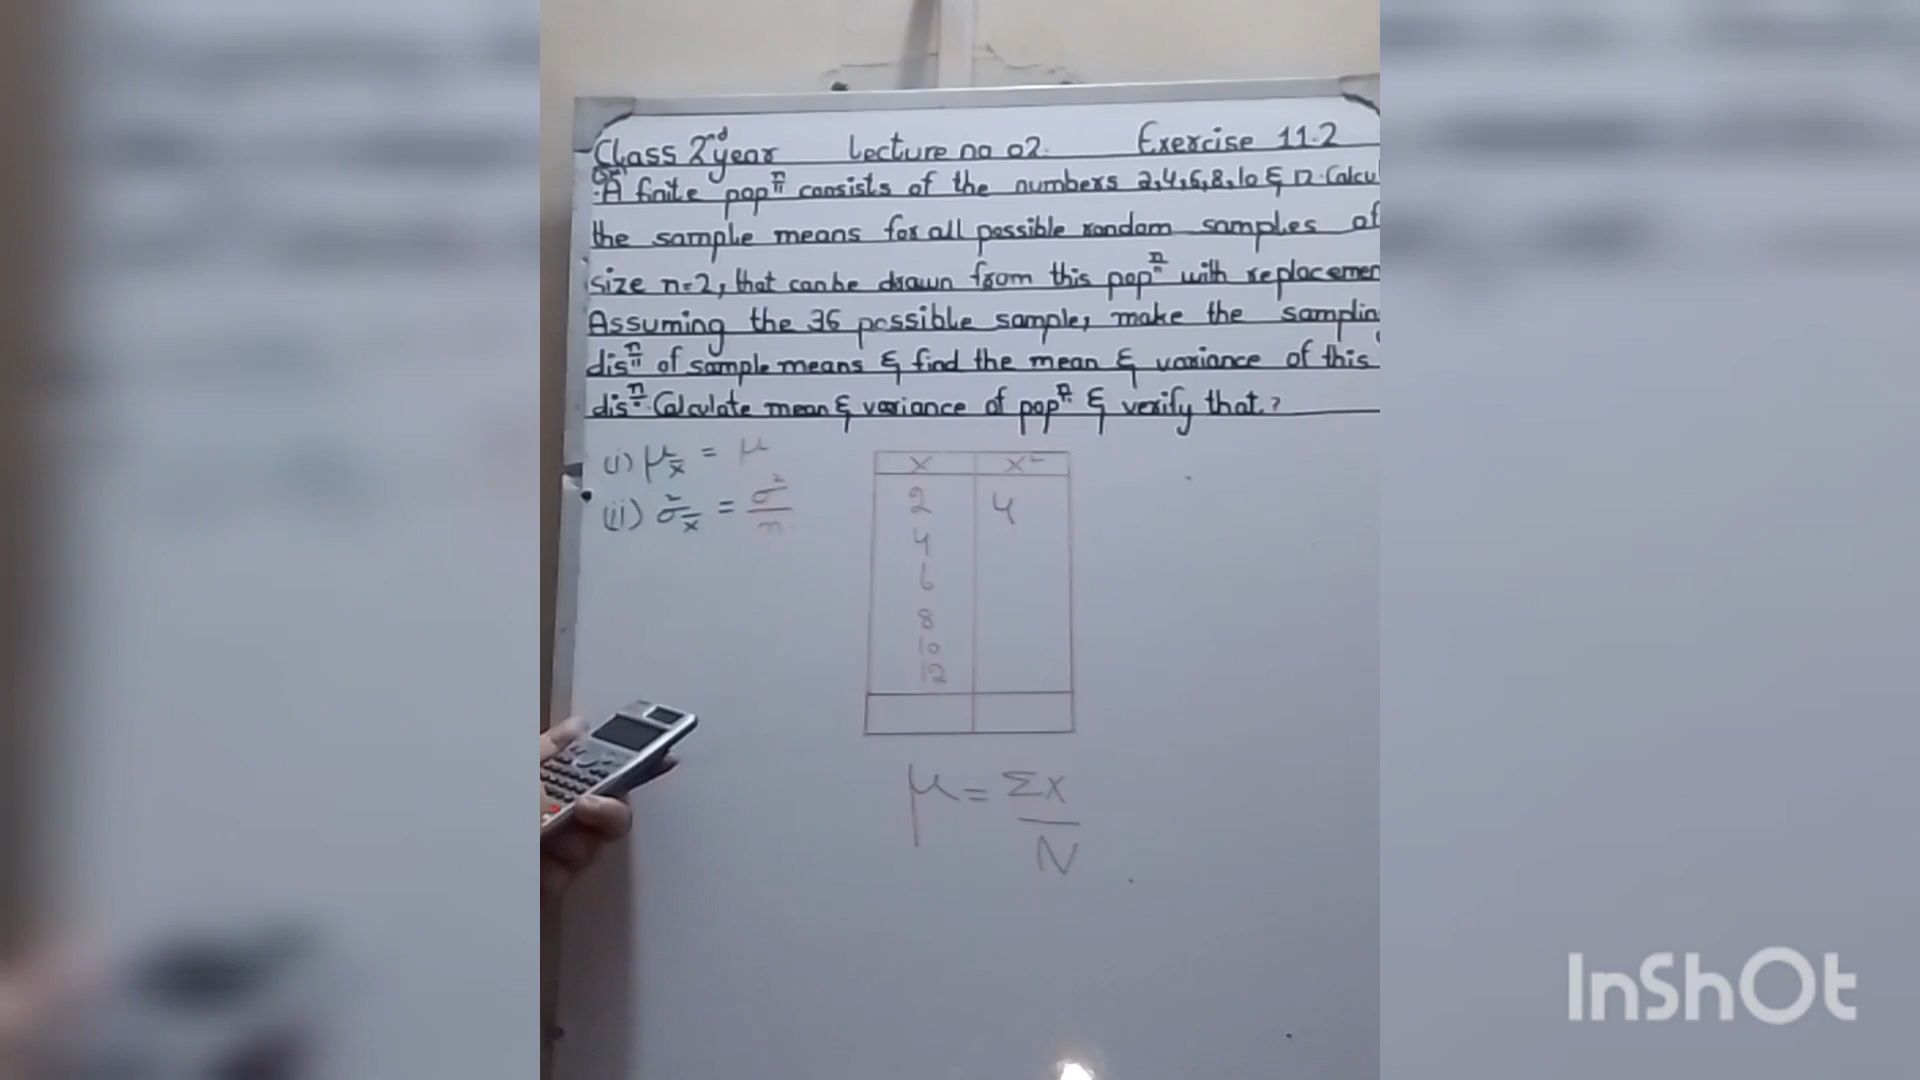 Class 2nd year Lecture no 02. Exercise 11.2
A finite popⁿ consists of the numbers 2,4,6,8,10 & 12. Calcu
the sample means for all possible random samples of
size n=2, that can be drawn from this popⁿ with replacemen
Assuming the 36 possible sample, make the samplin
disⁿ of sample means & find the mean & variance of this
disⁿ. Calculate mean & variance of popⁿ & verify that?
(i) μx̄ = μ
(ii) σ²x̄ = σ²/n
X X²
2 4
4
6
8
10
12
μ = ΣX/N
InShOt